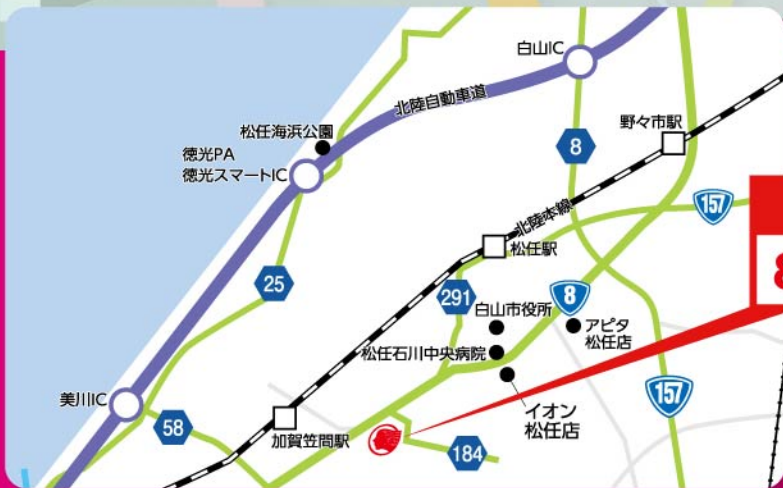 白山IC
北陸自動車道
野々市駅
8
松任海浜公園
徳光PA
徳光スマートIC
157
北陸本線
松任駅
25
291
8
白山市役所
アピタ
松任店
松任石川中央病院
157
美川IC
イオン
松任店
58
加賀笠間駅
184